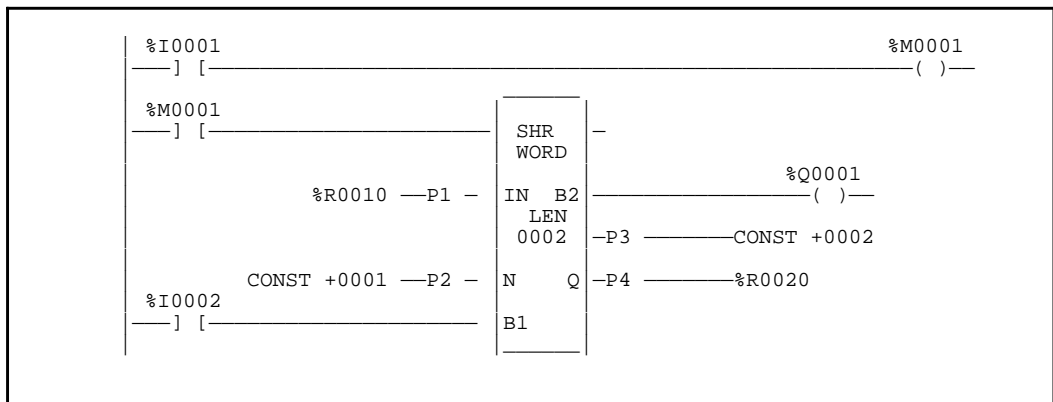 %I0001 %M0001
] [ ( )
%M0001
] [ SHR
WORD
%Q0001
%R0010 P1 IN B2 ( )
LEN
0002 P3 CONST +0002
CONST +0001 P2 N Q P4 %R0020
%I0002
] [ B1